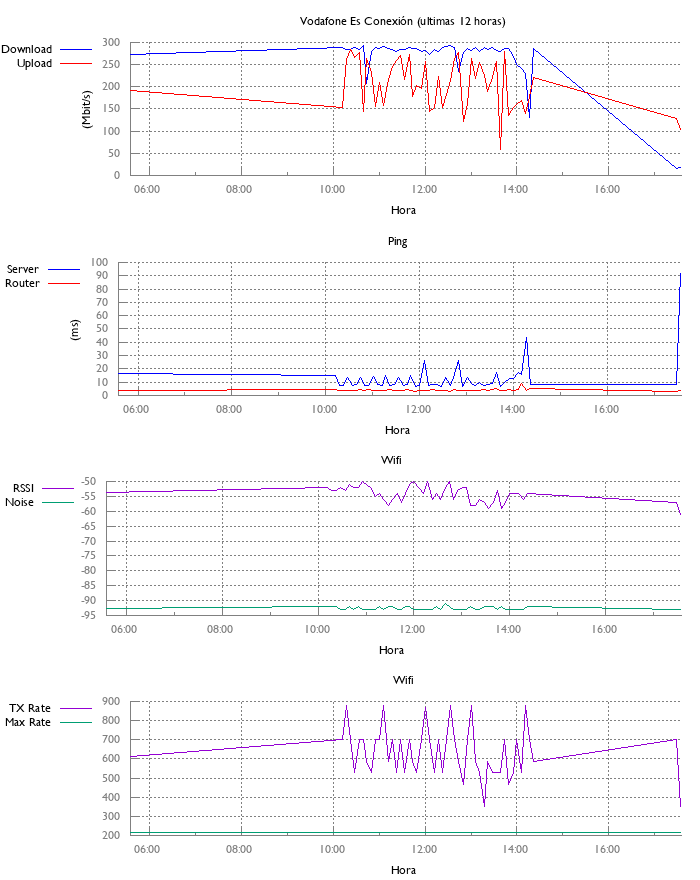 Vodafone Es Conexión (ultimas 12 horas)
Download
Upload
(Mbit/s)
300
250
200
150
100
50
0
06:00 08:00 10:00 12:00 14:00 16:00
Hora
Ping
Server
Router
(ms)
100
90
80
70
60
50
40
30
20
10
0
06:00 08:00 10:00 12:00 14:00 16:00
Hora
Wifi
RSSI
Noise
-50
-55
-60
-65
-70
-75
-80
-85
-90
-95
06:00 08:00 10:00 12:00 14:00 16:00
Hora
Wifi
TX Rate
Max Rate
900
800
700
600
500
400
300
200
06:00 08:00 10:00 12:00 14:00 16:00
Hora